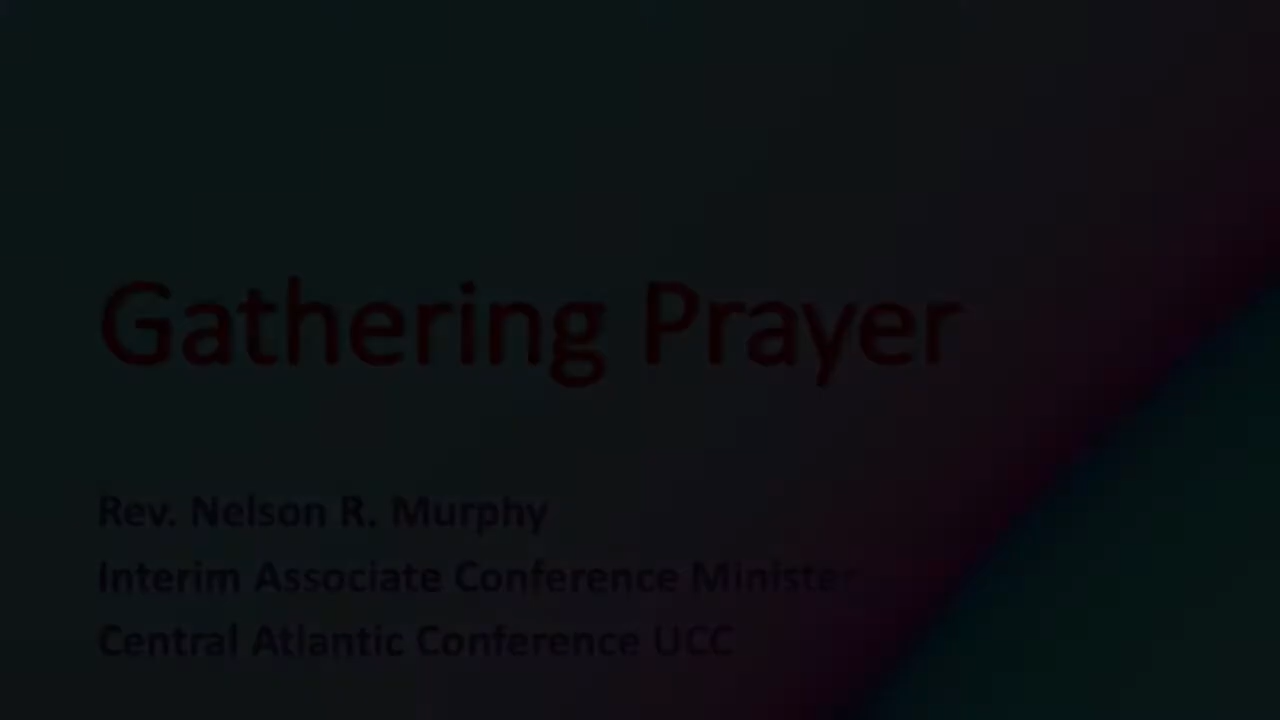 Gathering Prayer
Rev. Nelson R. Murphy
Interim Associate Conference Minister
Central Atlantic Conference UCC